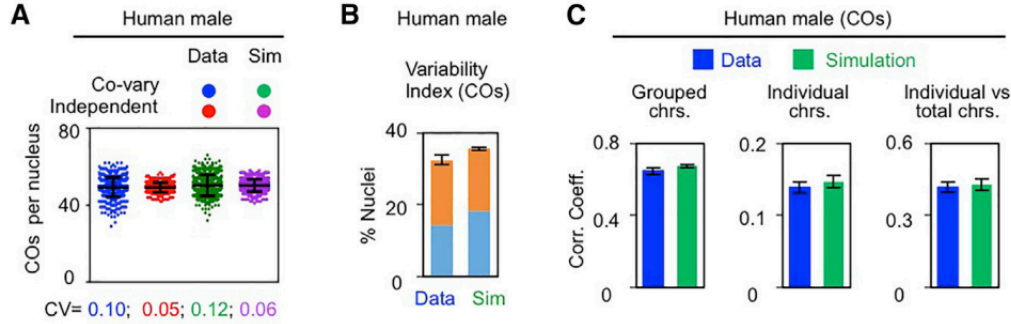 A
Human male
Data Sim
Co-vary
Independent
COs per nucleus
80
40
0
CV= 0.10; 0.05; 0.12; 0.06
B
Human male
Variability
Index (COs)
% Nuclei
40
20
0
Data Sim
C
Human male (COs)
Data Simulation
Grouped
chrs.
Corr. Coeff.
0.8
0.4
0
Individual
chrs.
0.2
0.1
0
Individual vs
total chrs.
0.6
0.3
0